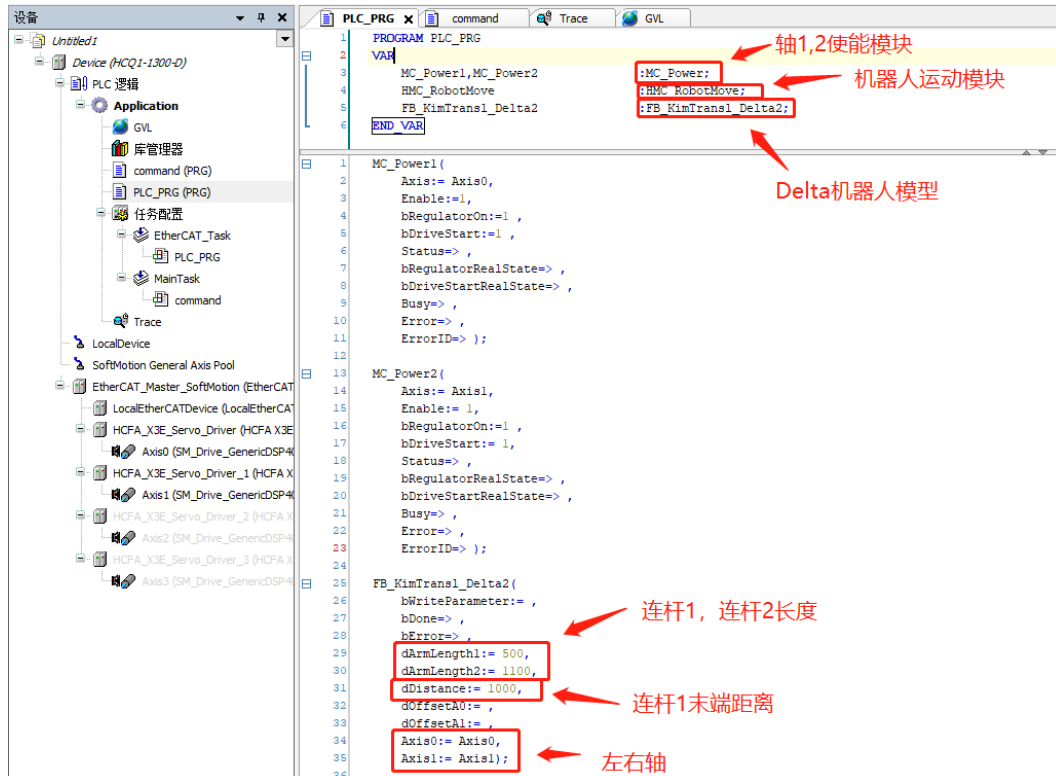 设备
Untitled1
Device (HCQ1-1300-D)
PLC 逻辑
Application
GVL
库管理器
command (PRG)
PLC_PRG (PRG)
任务配置
EtherCAT_Task
PLC_PRG
MainTask
command
Trace
LocalDevice
SoftMotion General Axis Pool
EtherCAT_Master_SoftMotion (EtherCAT
LocalEtherCATDevice (LocalEtherCA
HCFA_X3E_Servo_Driver (HCFA X3E
Axis0 (SM_Drive_GenericDSP4
HCFA_X3E_Servo_Driver_1 (HCFA X
Axis1 (SM_Drive_GenericDSP4
HCFA_X3E_Servo_Driver_2 (HCFA X
Axis2 (SM_Drive_GenericDSP4
HCFA_X3E_Servo_Driver_3 (HCFA X
Axis3 (SM_Drive_GenericDSP4
PLC_PRG command Trace GVL
1 PROGRAM PLC_PRG
2 VAR
3 MC_Power1,MC_Power2 :MC_Power;
4 HMC_RobotMove :HMC_RobotMove;
5 FB_KimTrans1_Delta2 :FB_KimTrans1_Delta2;
6 END_VAR
轴1,2使能模块
机器人运动模块
Delta机器人模型
1 MC_Power1(
2 Axis:= Axis0,
3 Enable:=1,
4 bRegulatorOn:=1 ,
5 bDriveStart:=1 ,
6 Status=> ,
7 bRegulatorRealState=> ,
8 bDriveStartRealState=> ,
9 Busy=> ,
10 Error=> ,
11 ErrorID=> );
12
13 MC_Power2(
14 Axis:= Axis1,
15 Enable:= 1,
16 bRegulatorOn:=1 ,
17 bDriveStart:= 1,
18 Status=> ,
19 bRegulatorRealState=> ,
20 bDriveStartRealState=> ,
21 Busy=> ,
22 Error=> ,
23 ErrorID=> );
24
25 FB_KimTrans1_Delta2(
26 bWriteParameter:= ,
27 bDone=> ,
28 bError=> ,
29 dArmLength1:= 500,
30 dArmLength2:= 1100,
31 dDistance:= 1000,
32 dOffsetA0:= ,
33 dOffsetA1:= ,
34 Axis0:= Axis0,
35 Axis1:= Axis1);
36
连杆1，连杆2长度
连杆1末端距离
左右轴